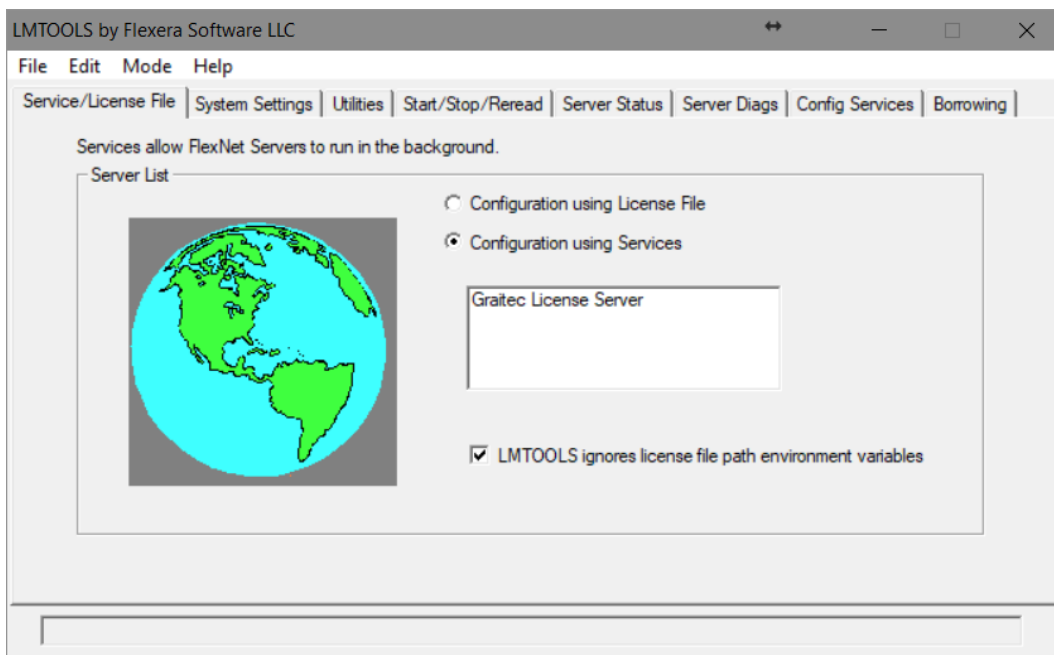 LMTOOLS by Flexera Software LLC
File Edit Mode Help
Service/License File System Settings Utilities Start/Stop/Reread Server Status Server Diags Config Services Borrowing
Services allow FlexNet Servers to run in the background.
Server List
Configuration using License File
Configuration using Services
Graitec License Server
LMTOOLS ignores license file path environment variables